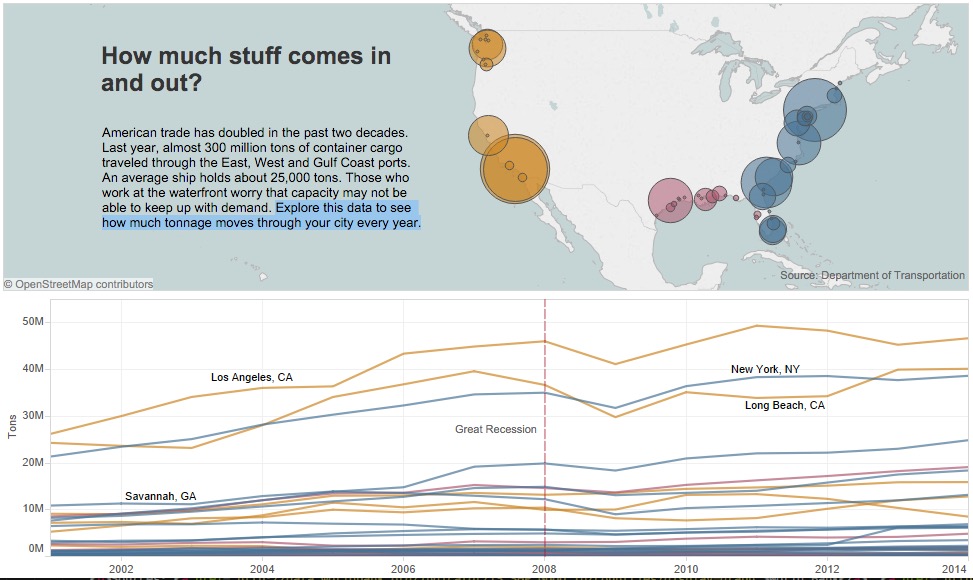 How much stuff comes in
and out?
American trade has doubled in the past two decades.
Last year, almost 300 million tons of container cargo
traveled through the East, West and Gulf Coast ports.
An average ship holds about 25,000 tons. Those who
work at the waterfront worry that capacity may not be
able to keep up with demand. Explore this data to see
how much tonnage moves through your city every year.
© OpenStreetMap contributors
Source: Department of Transportation
50M
40M
30M
20M
10M
0M
Tons
Los Angeles, CA
New York, NY
Long Beach, CA
Great Recession
Savannah, GA
2002
2004
2006
2008
2010
2012
2014